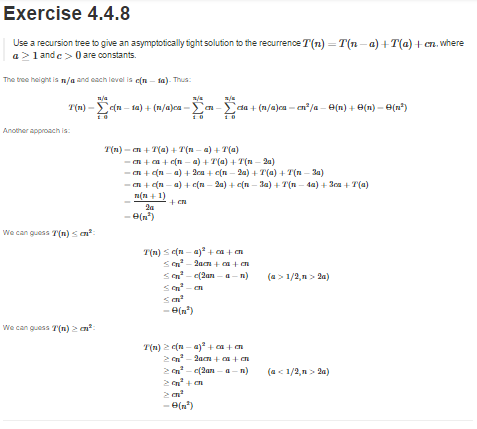 Exercise 4.4.8
Use a recursion tree to give an asymptotically tight solution to the recurrence T(n) = T(n − a) + T(a) + cn, where
a ≥ 1 and c > 0 are constants.
The tree height is n/a and each level is c(n − ia). Thus:
T(n) = ∑_{i=0}^{n/a} c(n − ia) + (n/a)ca = ∑_{i=0}^{n/a} cn − ∑_{i=0}^{n/a} cia + (n/a)ca = cn²/a − Θ(n) + Θ(n) = Θ(n²)
Another approach is:
T(n) = cn + T(a) + T(n − a) + T(a)
= cn + ca + c(n − a) + T(a) + T(n − 2a)
= cn + c(n − a) + 2ca + c(n − 2a) + T(a) + T(n − 3a)
= cn + c(n − a) + c(n − 2a) + c(n − 3a) + T(n − 4a) + 3ca + T(a)
= n(n + 1)/2a + cn
= Θ(n²)
We can guess T(n) ≤ cn².
T(n) ≤ c(n − a)² + ca + cn
≤ cn² − 2acn + ca + cn
≤ cn² − c(2an − a − n) (a > 1/2, n > 2a)
≤ cn² − cn
≤ cn²
= Θ(n²)
We can guess T(n) ≥ cn².
T(n) ≥ c(n − a)² + ca + cn
≥ cn² − 2acn + ca + cn
≥ cn² − c(2an − a − n) (a < 1/2, n > 2a)
≥ cn² + cn
≥ cn²
= Θ(n²)